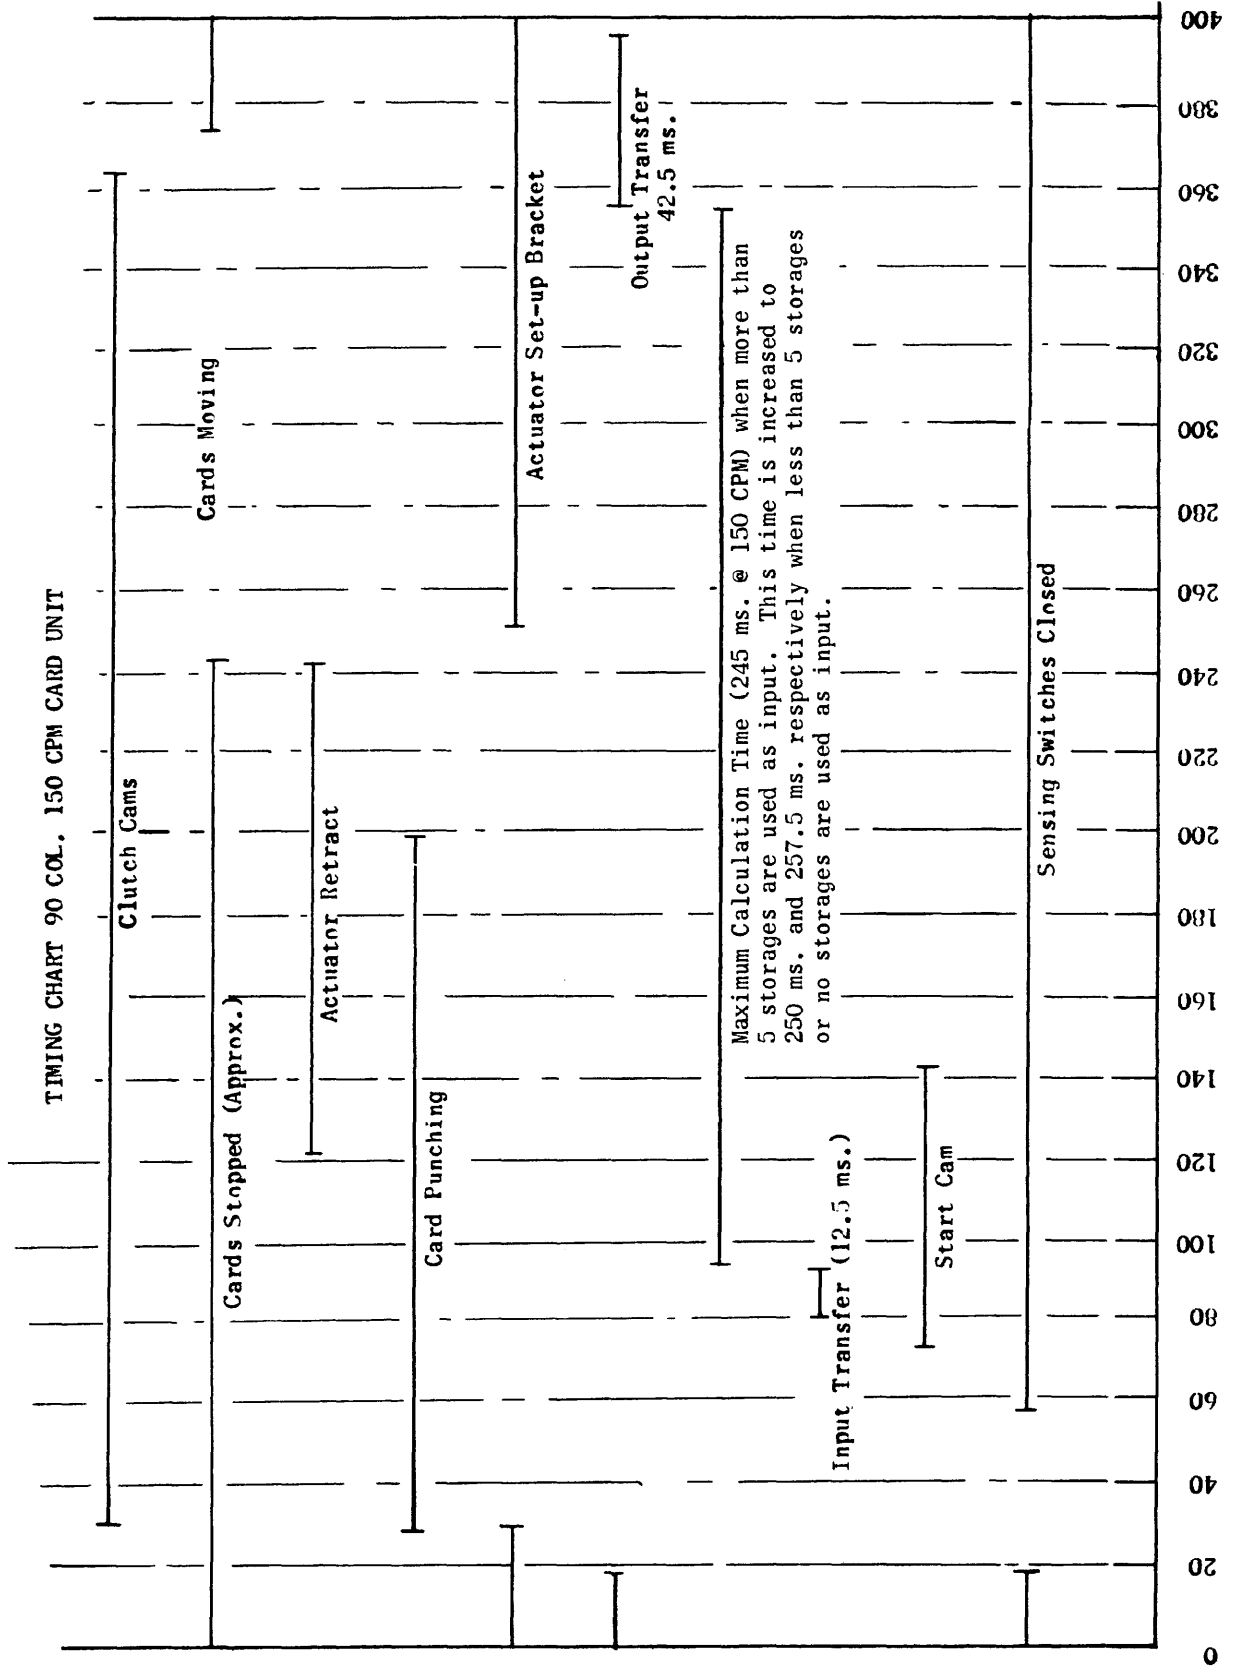 TIMING CHART 90 COL. 150 CPM CARD UNIT
Clutch Cams
Cards Stopped (Approx.)
Cards Moving
Actuator Retract
Card Punching
Actuator Set-up Bracket
Output Transfer
42.5 ms.
Maximum Calculation Time (245 ms. @ 150 CPM) when more than
5 storages are used as input. This time is increased to
250 ms. and 257.5 ms. respectively when less than 5 storages
or no storages are used as input.
Input Transfer (12.5 ms.)
Start Cam
Sensing Switches Closed
0
20
40
60
80
100
120
140
160
180
200
220
240
260
280
300
320
340
360
380
400